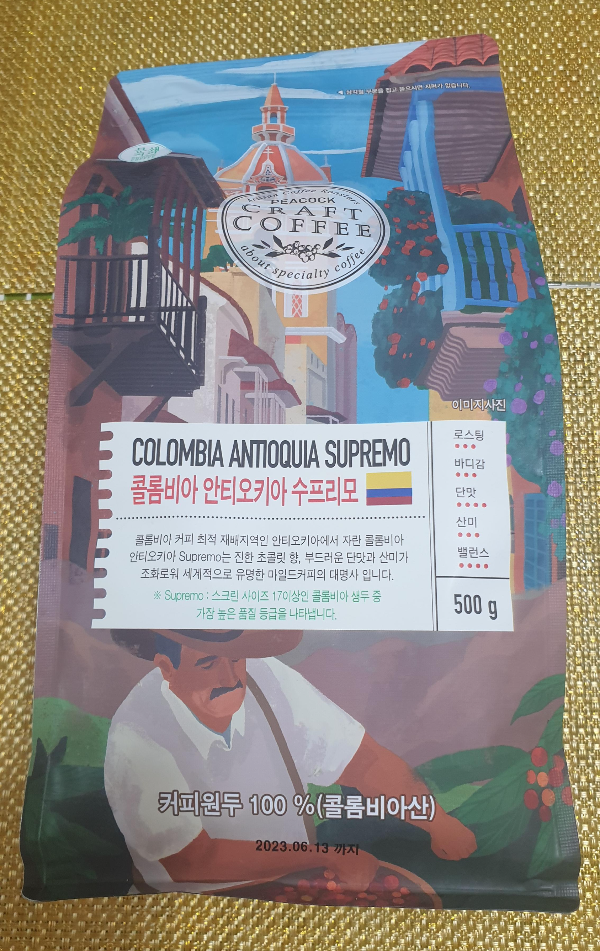 Italian Coffee Roastery
PEACOCK
CRAFT
COFFEE
about specialty coffee
이미지사진
COLOMBIA ANTIOQUIA SUPREMO
콜롬비아 안티오키아 수프리모
콜롬비아 커피 최적 재배지역인 안티오키아에서 자란 콜롬비아
안티오키아 Supremo는 진한 초콜릿 향, 부드러운 단맛과 산미가
조화로워 세계적으로 유명한 마일드커피의 대명사 입니다.
※ Supremo : 스크린 사이즈 17이상인 콜롬비아 생두 중
가장 높은 품질 등급을 나타냅니다.
로스팅
바디감
단맛
산미
밸런스
500 g
커피원두 100 %(콜롬비아산)
2023.06.13 까지